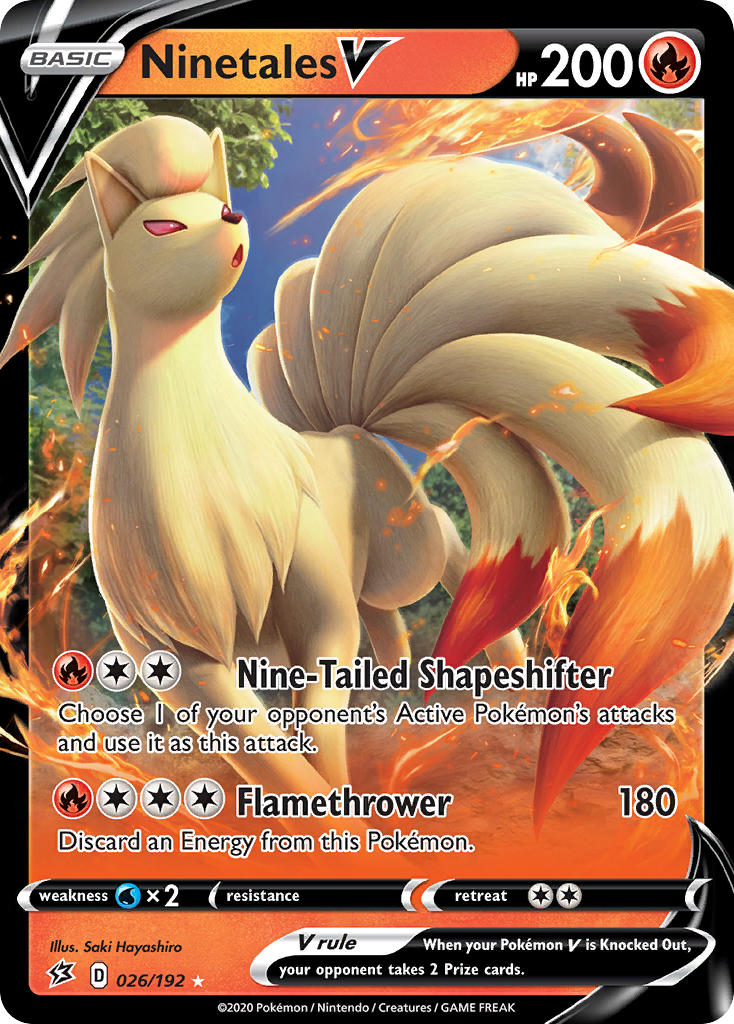 BASIC Ninetales V HP 200
Nine-Tailed Shapeshifter
Choose 1 of your opponent's Active Pokémon's attacks
and use it as this attack.
Flamethrower 180
Discard an Energy from this Pokémon.
weakness ×2 resistance retreat
Illus. Saki Hayashiro
V rule When your Pokémon V is Knocked Out,
your opponent takes 2 Prize cards.
D 026/192
©2020 Pokémon / Nintendo / Creatures / GAME FREAK